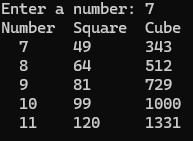 Enter a number: 7
Number  Square  Cube
7  49  343
8  64  512
9  81  729
10  99  1000
11  120  1331